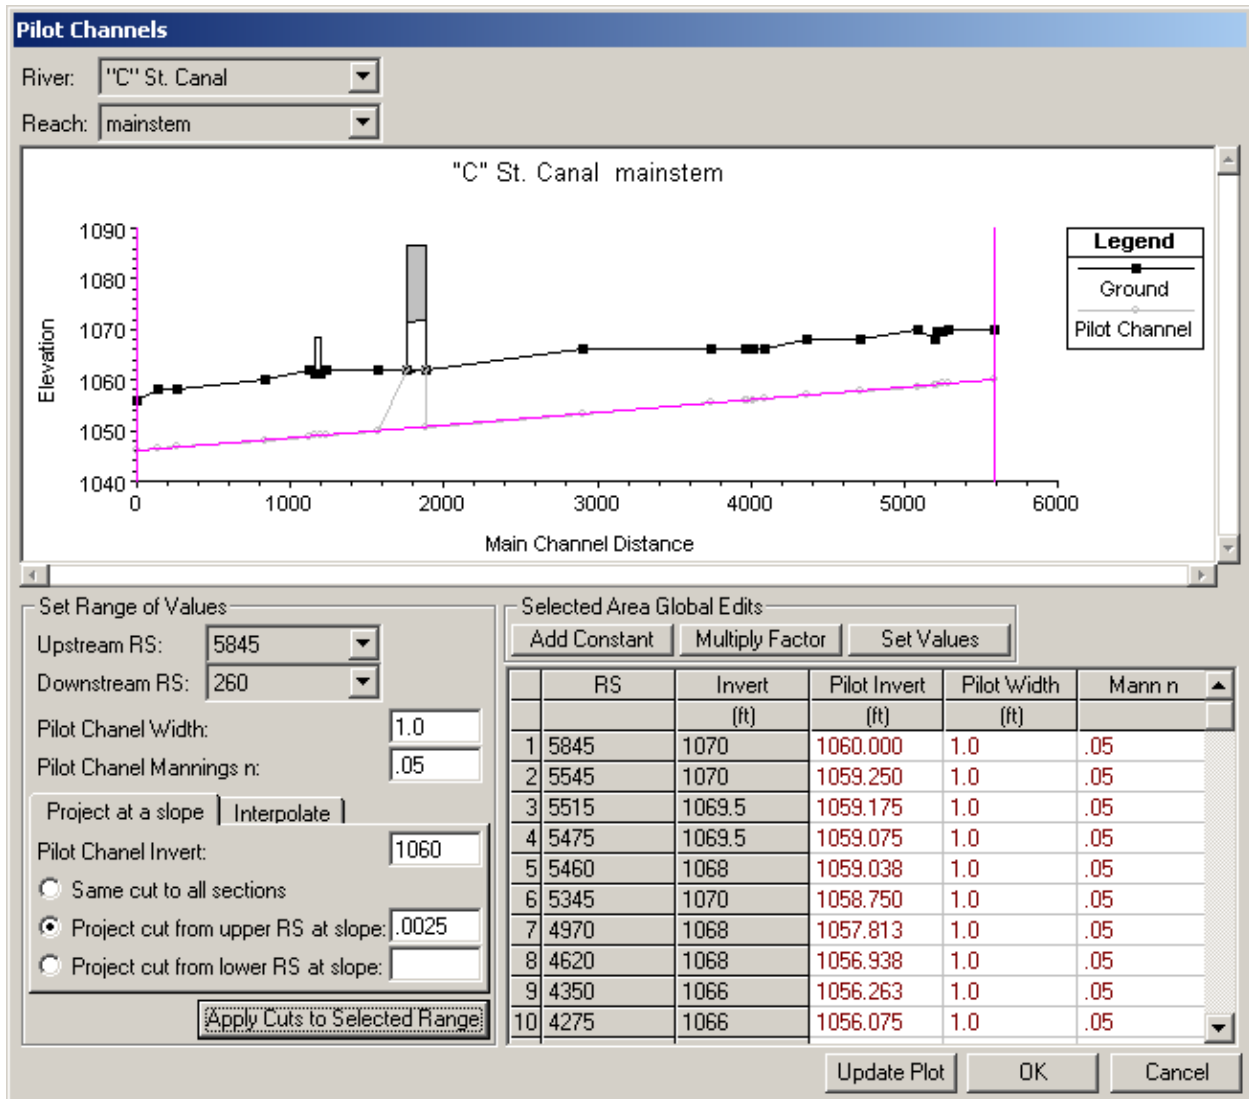 Pilot Channels
River: "C" St. Canal
Reach: mainstem
"C" St. Canal mainstem
1090
1080
1070
1060
1050
1040
Elevation
0 1000 2000 3000 4000 5000 6000
Main Channel Distance
Legend
Ground
Pilot Channel
Set Range of Values
Upstream RS: 5845
Downstream RS: 260
Pilot Chanel Width: 1.0
Pilot Chanel Mannings n: .05
Project at a slope Interpolate
Pilot Chanel Invert: 1060
Same cut to all sections
Project cut from upper RS at slope: .0025
Project cut from lower RS at slope:
Apply Cuts to Selected Range
Selected Area Global Edits
Add Constant Multiply Factor Set Values
RS Invert Pilot Invert Pilot Width Mann n
(ft) (ft) (ft)
1 5845 1070 1060.000 1.0 .05
2 5545 1070 1059.250 1.0 .05
3 5515 1069.5 1059.175 1.0 .05
4 5475 1069.5 1059.075 1.0 .05
5 5460 1068 1059.038 1.0 .05
6 5345 1070 1058.750 1.0 .05
7 4970 1068 1057.813 1.0 .05
8 4620 1068 1056.938 1.0 .05
9 4350 1066 1056.263 1.0 .05
10 4275 1066 1056.075 1.0 .05
Update Plot OK Cancel